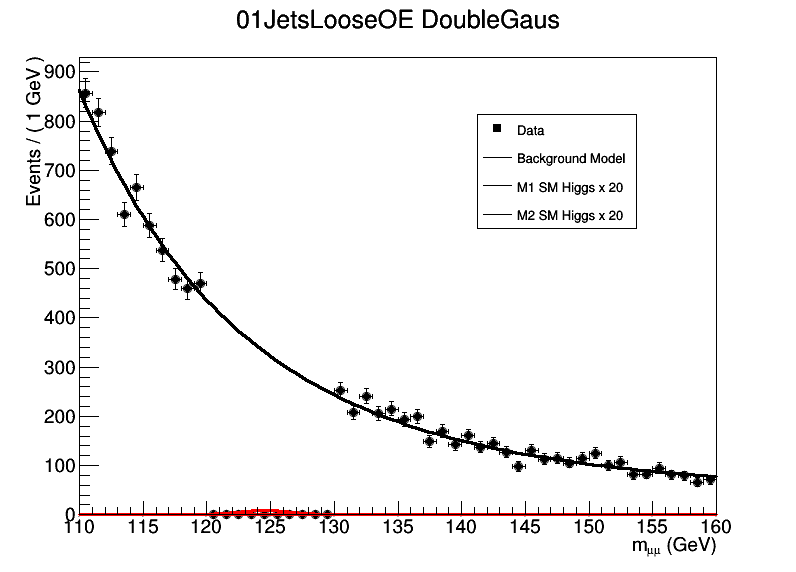 01JetsLooseOE DoubleGaus
Events / ( 1 GeV )
900
800
700
600
500
400
300
200
100
0
Data
Background Model
M1 SM Higgs x 20
M2 SM Higgs x 20
110 115 120 125 130 135 140 145 150 155 160
mμμ (GeV)